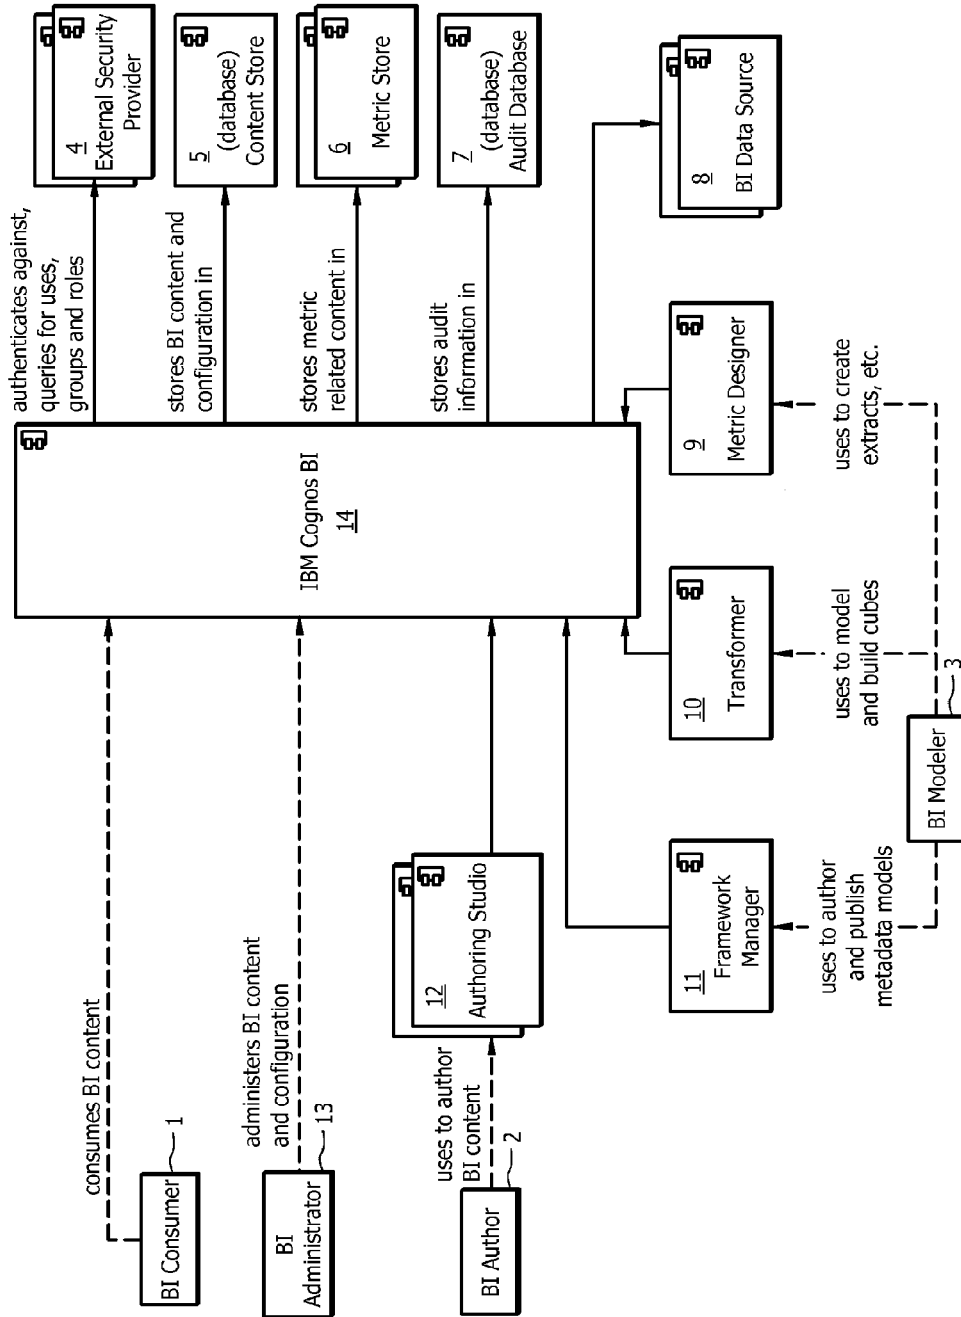 BI Consumer
1
consumes BI content
BI
Administrator
13
administers BI content
and configuration
BI Author
2
uses to author
BI content
12
Authoring Studio
IBM Cognos BI
14
authenticates against,
queries for uses,
groups and roles
4
External Security
Provider
stores BI content and
configuration in
5
(database)
Content Store
stores metric
related content in
6
Metric Store
stores audit
information in
7
(database)
Audit Database
8
BI Data Source
11
Framework
Manager
10
Transformer
9
Metric Designer
uses to author
and publish
metadata models
uses to model
and build cubes
uses to create
extracts, etc.
BI Modeler
3